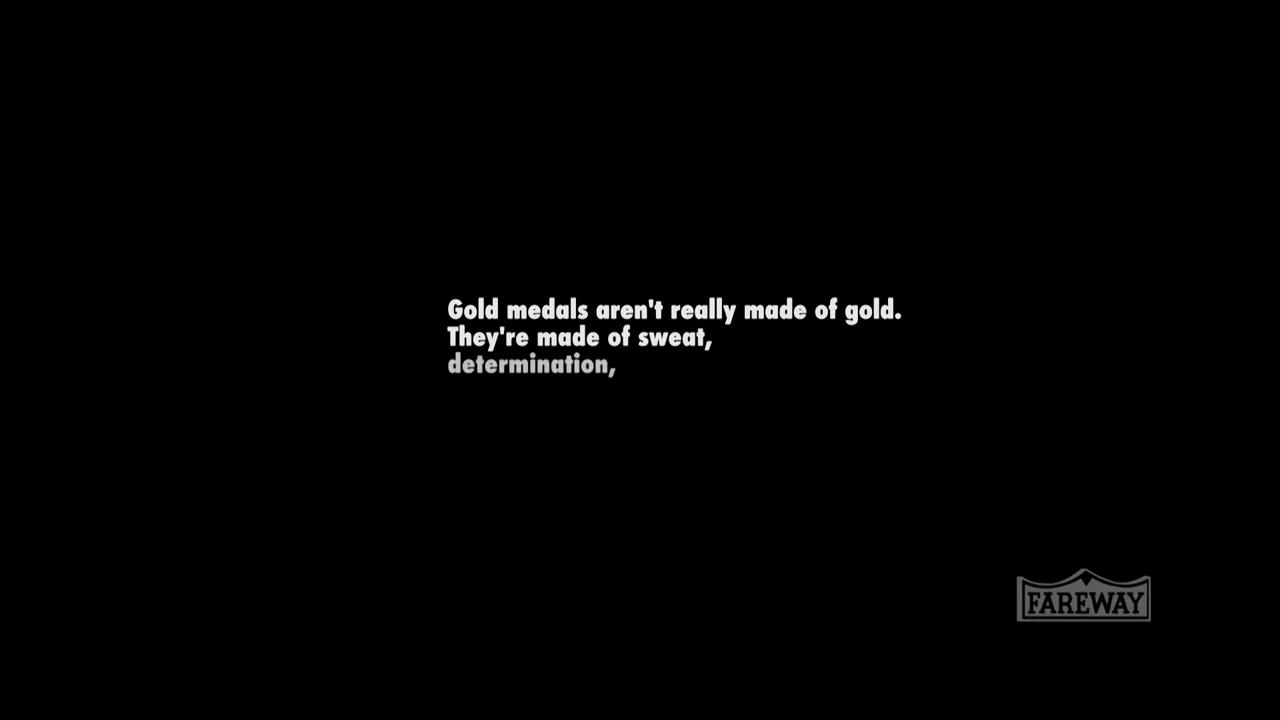 Gold medals aren't really made of gold.
They're made of sweat,
determination,
FAREWAY